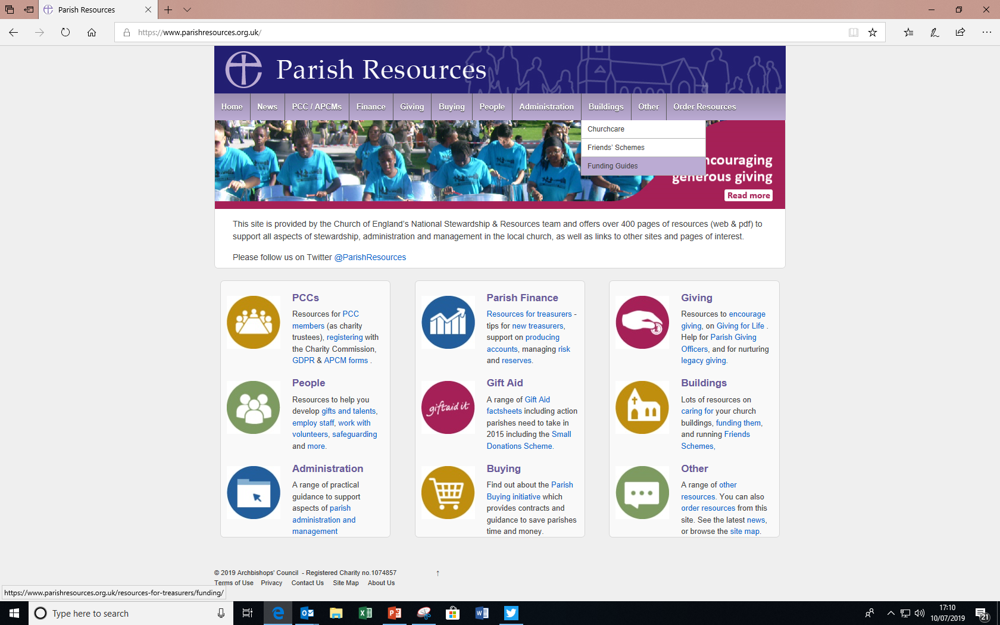 Parish Resources
https://www.parishresources.org.uk/
Parish Resources
Home News PCC / APCMs Finance Giving Buying People Administration Buildings Other Order Resources
Churchcare
Friends' Schemes
Funding Guides
ncouraging
generous giving
Read more
This site is provided by the Church of England's National Stewardship & Resources team and offers over 400 pages of resources (web & pdf) to
support all aspects of stewardship, administration and management in the local church, as well as links to other sites and pages of interest.
Please follow us on Twitter @ParishResources
PCCs
Resources for PCC
members (as charity
trustees), registering with
the Charity Commission,
GDPR & APCM forms .
People
Resources to help you
develop gifts and talents,
employ staff, work with
volunteers, safeguarding
and more.
Administration
A range of practical
guidance to support
aspects of parish
administration and
management
Parish Finance
Resources for treasurers -
tips for new treasurers,
support on producing
accounts, managing risk
and reserves.
giftaid it
Gift Aid
A range of Gift Aid
factsheets including action
parishes need to take in
2015 including the Small
Donations Scheme.
Buying
Find out about the Parish
Buying initiative which
provides contracts and
guidance to save parishes
time and money.
Giving
Resources to encourage
giving, on Giving for Life .
Help for Parish Giving
Officers, and for nurturing
legacy giving.
Buildings
Lots of resources on
caring for your church
buildings, funding them,
and running Friends
Schemes,
Other
A range of other
resources. You can also
order resources from this
site. See the latest news,
or browse the site map.
© 2019 Archbishops' Council - Registered Charity no.1074857 ↑
Terms of Use Privacy Contact Us Site Map About Us
https://www.parishresources.org.uk/resources-for-treasurers/funding/
Type here to search
17:10
10/07/2019
21